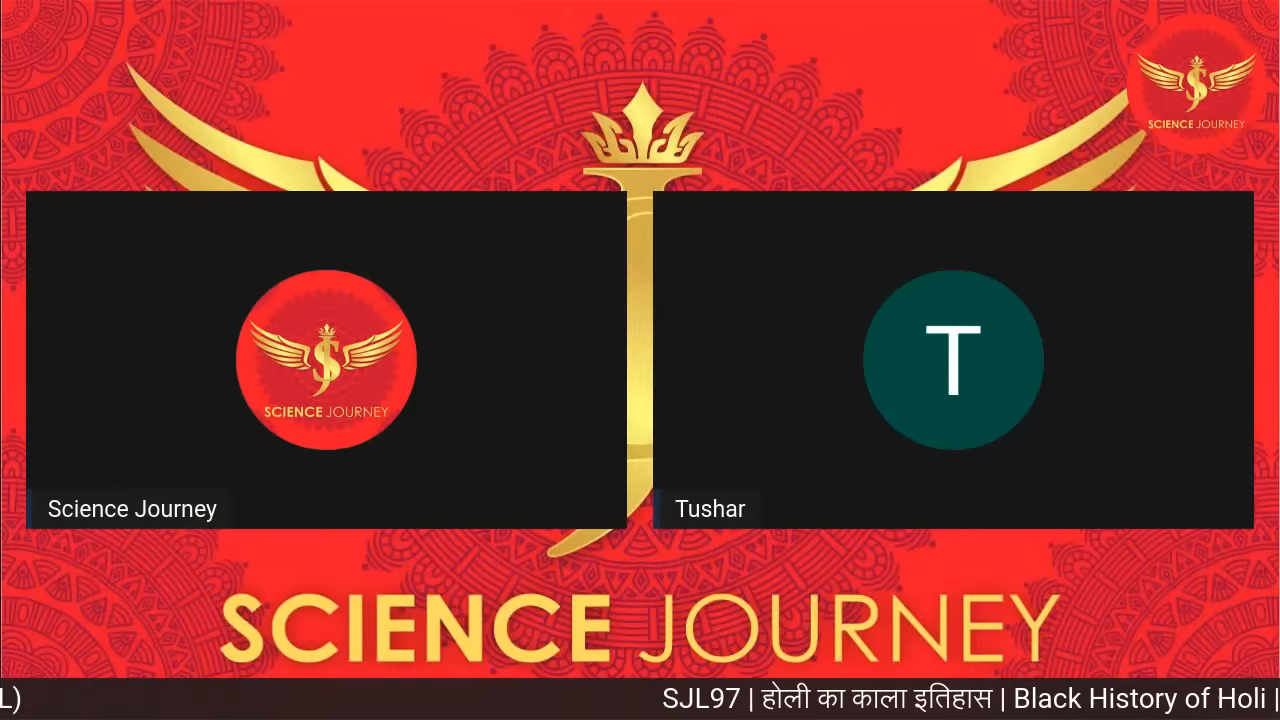 SCIENCE JOURNEY
SCIENCE JOURNEY
T
Science Journey
Tushar
SCIENCE JOURNEY
L)
SJL97 | होली का काला इतिहास | Black History of Holi |